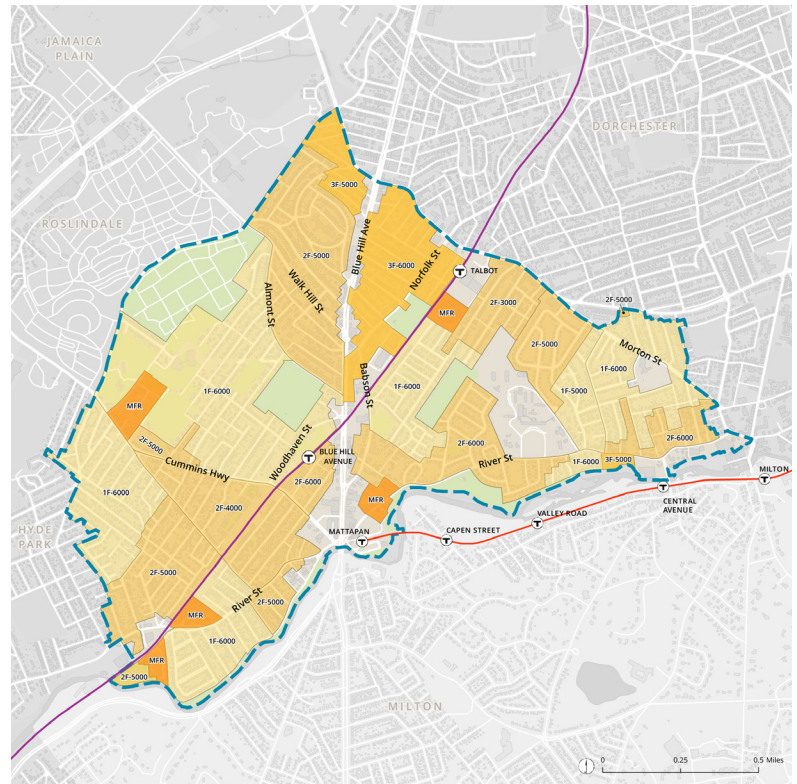 JAMAICA
PLAIN
DORCHESTER
3F-5000
ROSLINDALE
2F-5000
Blue Hill Ave
3F-6000
Norfolk St
TALBOT
Walk Hill St
Almont St
MFR
2F-3000
2F-5000
2F-5000
Morton St
1F-6000
1F-5000
Babson St
1F-6000
1F-6000
MFR
2F-5000
Cummins Hwy
Woodhaven St
BLUE HILL
AVENUE
2F-6000
2F-6000
River St
1F-6000
3F-5000
2F-6000
MILTON
1F-6000
2F-4000
MFR
HYDE
PARK
MATTAPAN
CAPEN STREET
VALLEY ROAD
CENTRAL
AVENUE
2F-5000
River St
2F-5000
MFR
1F-6000
MFR
2F-5000
MILTON
0
0.25
0.5 Miles
T
T
T
T
T
T
T